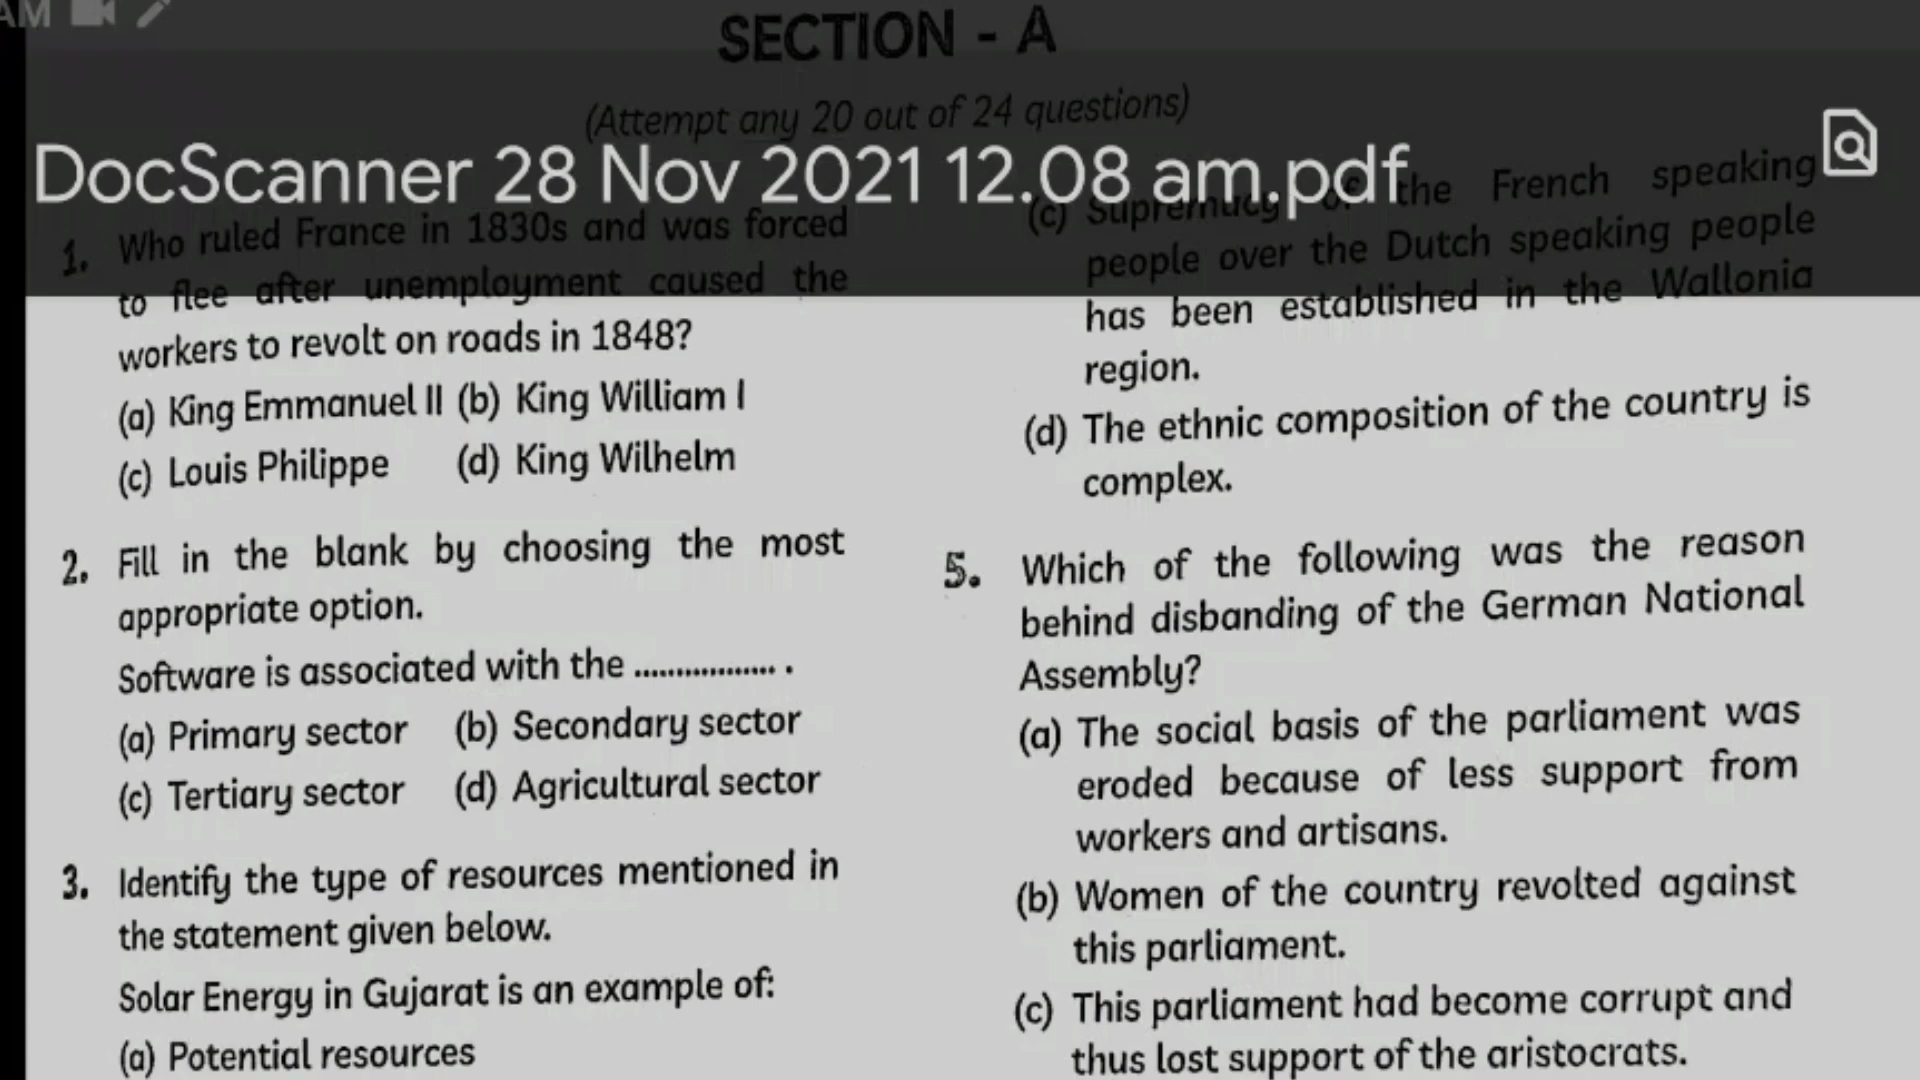 AM
SECTION - A
(Attempt any 20 out of 24 questions)
DocScanner 28 Nov 2021 12.08 am.pdf
1. Who ruled France in 1830s and was forced
to flee after unemployment caused the
workers to revolt on roads in 1848?
(a) King Emmanuel II (b) King William I
(c) Louis Philippe (d) King Wilhelm
2. Fill in the blank by choosing the most
appropriate option.
Software is associated with the ................. .
(a) Primary sector (b) Secondary sector
(c) Tertiary sector (d) Agricultural sector
3. Identify the type of resources mentioned in
the statement given below.
Solar Energy in Gujarat is an example of:
(a) Potential resources
(c) Supremacy of the French speaking
people over the Dutch speaking people
has been established in the Wallonia
region.
(d) The ethnic composition of the country is
complex.
5. Which of the following was the reason
behind disbanding of the German National
Assembly?
(a) The social basis of the parliament was
eroded because of less support from
workers and artisans.
(b) Women of the country revolted against
this parliament.
(c) This parliament had become corrupt and
thus lost support of the aristocrats.